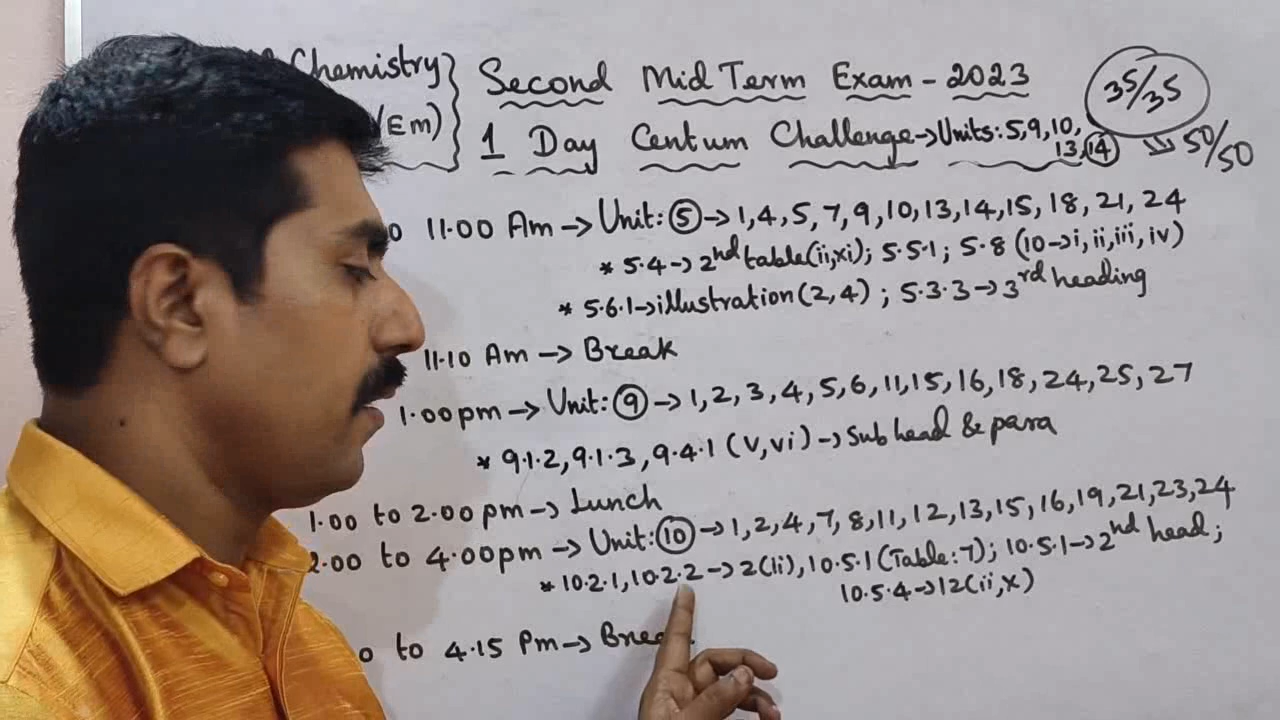 Chemistry } Second Mid Term Exam - 2023 35/35
(Em) 1 Day Centum Challenge → Units: 5,9,10, 13,14 → 50/50
11.00 Am → Unit: 5 → 1,4,5,7,9,10,13,14,15,18,21,24
* 5.4 → 2nd table(ii,xi); 5.5.1; 5.8 (10→i,ii,iii,iv)
* 5.6.1 → illustration(2,4); 5.3.3 → 3rd heading
11.10 Am → Break
1.00pm → Unit: 9 → 1,2,3,4,5,6,11,15,16,18,24,25,27
* 9.1.2, 9.1.3, 9.4.1 (v,vi) → Sub head & para
1.00 to 2.00pm → Lunch
2.00 to 4.00pm → Unit: 10 → 1,2,4,7,8,11,12,13,15,16,19,21,23,24
* 10.2.1, 10.2.2 → 2(ii), 10.5.1 (Table:7); 10.5.1 → 2nd head;
10.5.4 → 12(ii,x)
to 4.15 Pm → Break